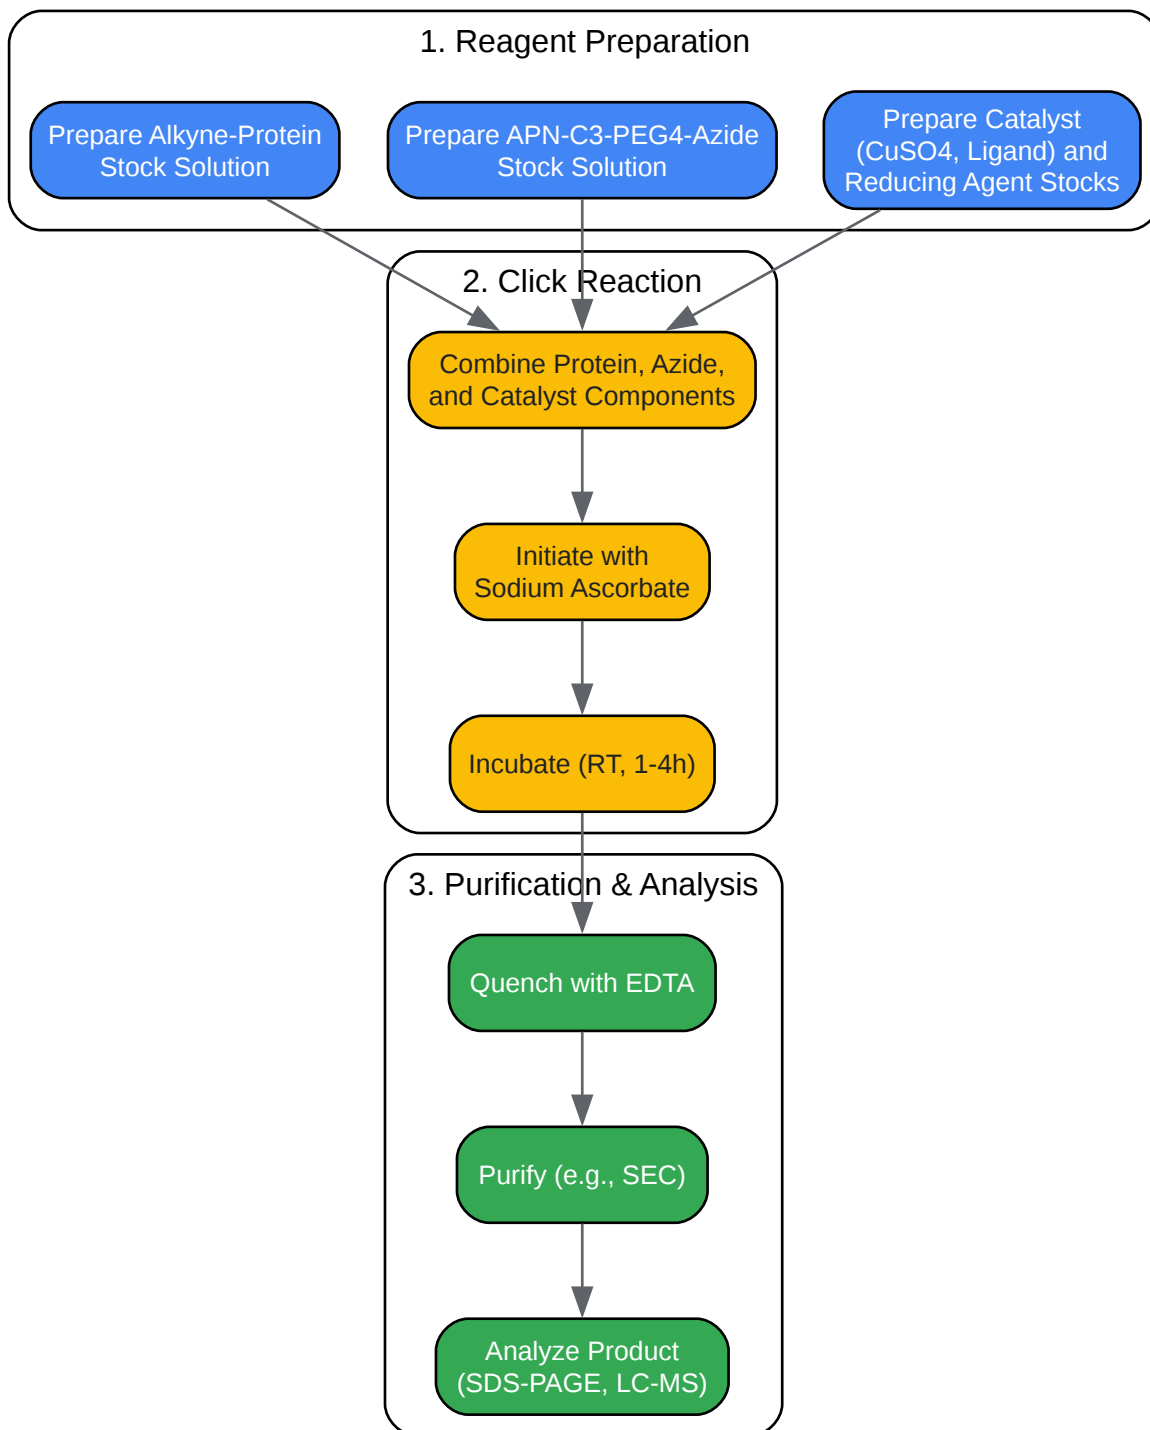 1. Reagent Preparation
Prepare Alkyne-Protein
Stock Solution
Prepare APN-C3-PEG4-Azide
Stock Solution
Prepare Catalyst
(CuSO4, Ligand) and
Reducing Agent Stocks
2. Click Reaction
Combine Protein, Azide,
and Catalyst Components
Initiate with
Sodium Ascorbate
Incubate (RT, 1-4h)
3. Purification & Analysis
Quench with EDTA
Purify (e.g., SEC)
Analyze Product
(SDS-PAGE, LC-MS)